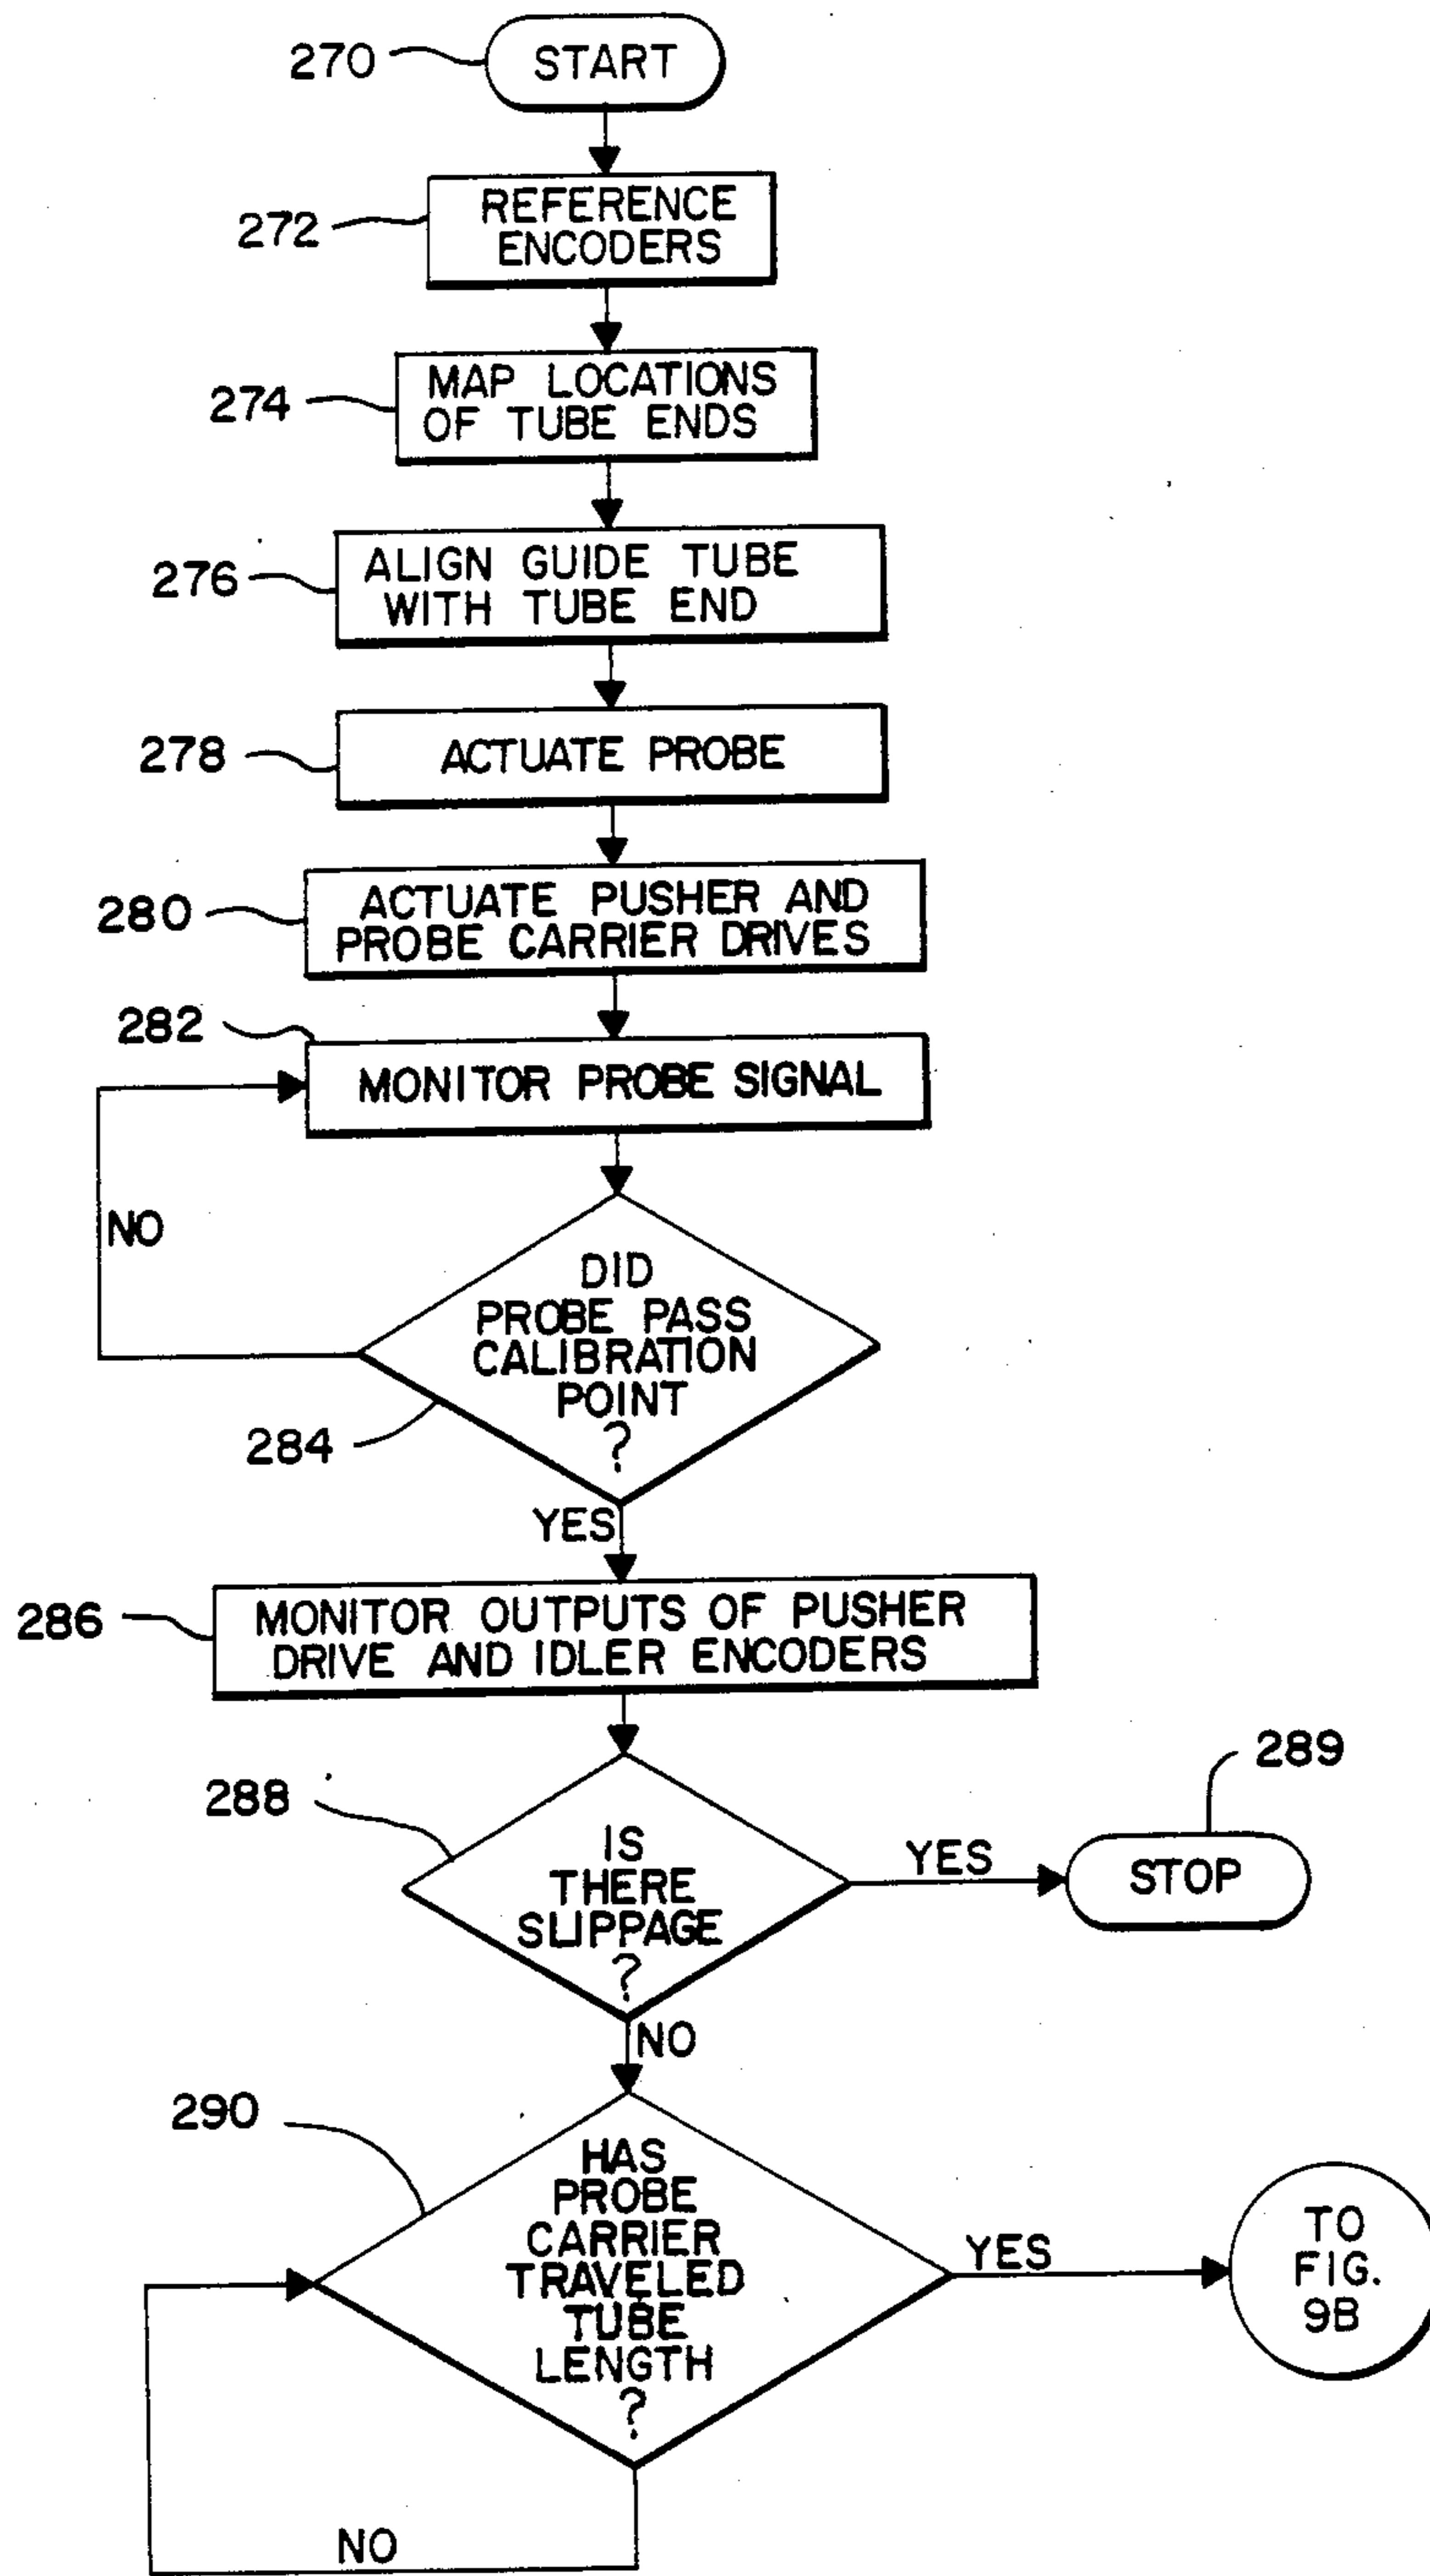 270
START
272
REFERENCE
ENCODERS
274
MAP LOCATIONS
OF TUBE ENDS
276
ALIGN GUIDE TUBE
WITH TUBE END
278
ACTUATE PROBE
280
ACTUATE PUSHER AND
PROBE CARRIER DRIVES
282
MONITOR PROBE SIGNAL
NO
DID
PROBE PASS
CALIBRATION
POINT
?
284
YES
286
MONITOR OUTPUTS OF PUSHER
DRIVE AND IDLER ENCODERS
288
IS
THERE
SLIPPAGE
?
YES
289
STOP
NO
290
HAS
PROBE
CARRIER
TRAVELED
TUBE
LENGTH
?
YES
TO
FIG.
9B
NO